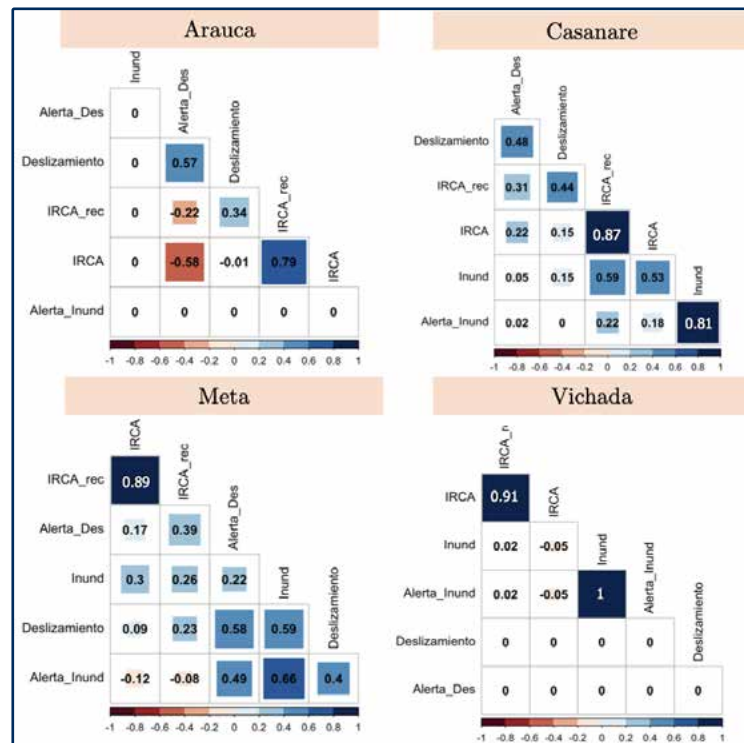 Arauca
Inund
Alerta_Des 0 Alerta_Des
Deslizamiento 0 0.57 Deslizamiento
IRCA_rec 0 -0.22 0.34 IRCA_rec
IRCA 0 -0.58 -0.01 0.79 IRCA
Alerta_Inund 0 0 0 0 0
-1 -0.8 -0.6 -0.4 -0.2 0 0.2 0.4 0.6 0.8 1
Casanare
Alerta_Des
Deslizamiento 0.48 Deslizamiento
IRCA_rec 0.31 0.44 IRCA_rec
IRCA 0.22 0.15 0.87 IRCA
Inund 0.05 0.15 0.59 0.53 Inund
Alerta_Inund 0.02 0 0.22 0.18 0.81
-1 -0.8 -0.6 -0.4 -0.2 0 0.2 0.4 0.6 0.8 1
Meta
IRCA
IRCA_rec 0.89 IRCA_rec
Alerta_Des 0.17 0.39 Alerta_Des
Inund 0.3 0.26 0.22 Inund
Deslizamiento 0.09 0.23 0.58 0.59 Deslizamiento
Alerta_Inund -0.12 -0.08 0.49 0.66 0.4
-1 -0.8 -0.6 -0.4 -0.2 0 0.2 0.4 0.6 0.8 1
Vichada
IRCA_r
IRCA 0.91 IRCA
Inund 0.02 -0.05 Inund
Alerta_Inund 0.02 -0.05 1 Alerta_Inund
Deslizamiento 0 0 0 0 Deslizamiento
Alerta_Des 0 0 0 0 0
-1 -0.8 -0.6 -0.4 -0.2 0 0.2 0.4 0.6 0.8 1